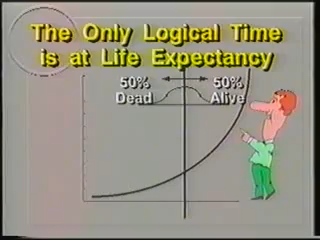 The Only Logical Time
is at Life Expectancy
50% 50%
Dead Alive